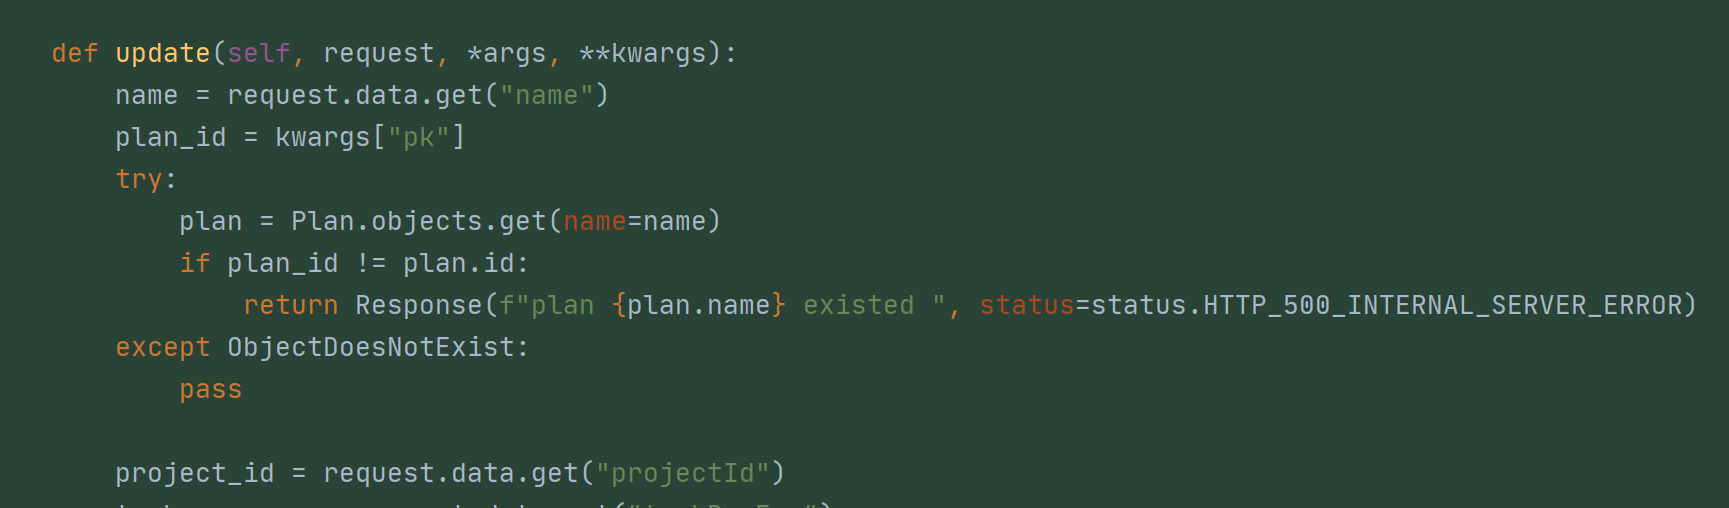 def update(self, request, *args, **kwargs):
    name = request.data.get("name")
    plan_id = kwargs["pk"]
    try:
        plan = Plan.objects.get(name=name)
        if plan_id != plan.id:
            return Response(f"plan {plan.name} existed ", status=status.HTTP_500_INTERNAL_SERVER_ERROR)
    except ObjectDoesNotExist:
        pass
    project_id = request.data.get("projectId")